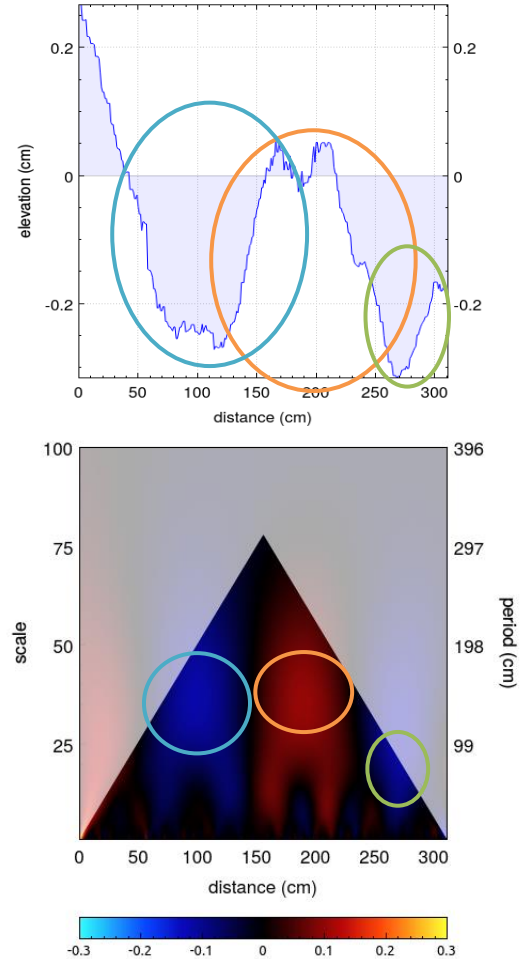 0.2 0.2
elevation (cm)
0 0
-0.2 -0.2
0 50 100 150 200 250 300
distance (cm)
100 396
75 297
scale
50 198
period (cm)
25 99
0 50 100 150 200 250 300
distance (cm)
-0.3 -0.2 -0.1 0 0.1 0.2 0.3